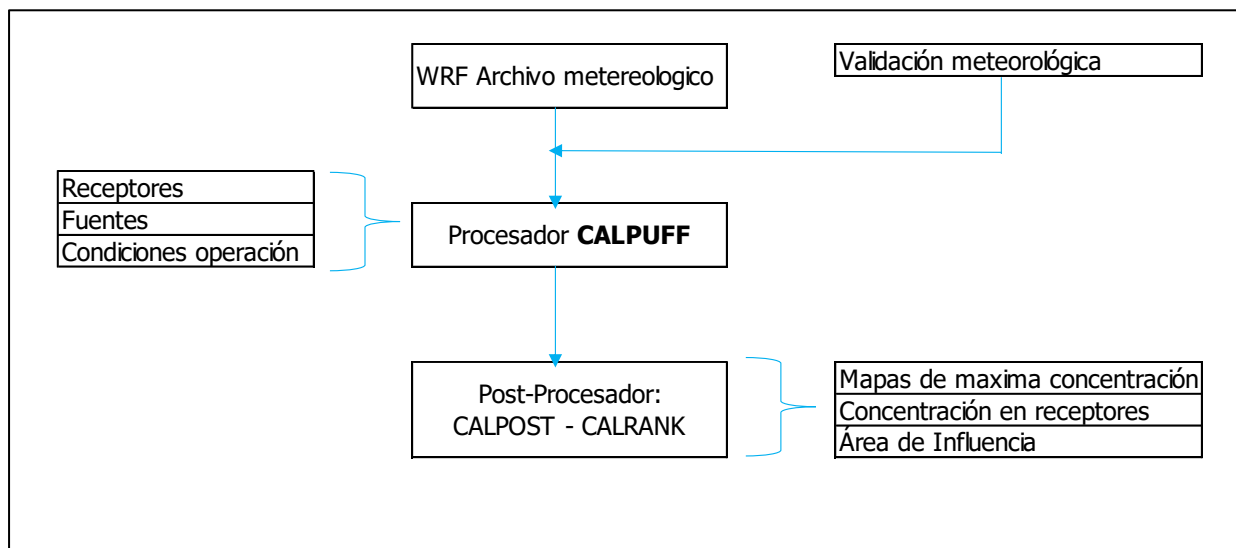 WRF Archivo metereologico
Validación meteorológica
Receptores
Fuentes
Condiciones operación
Procesador CALPUFF
Post-Procesador:
CALPOST - CALRANK
Mapas de maxima concentración
Concentración en receptores
Área de Influencia